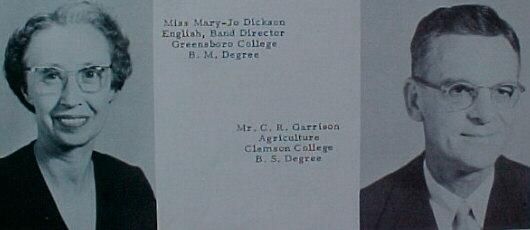 Miss Mary-Jo Dickson
English, Band Director
Greensboro College
B. M. Degree
Mr. C. R. Garrison
Agriculture
Clemson College
B. S. Degree